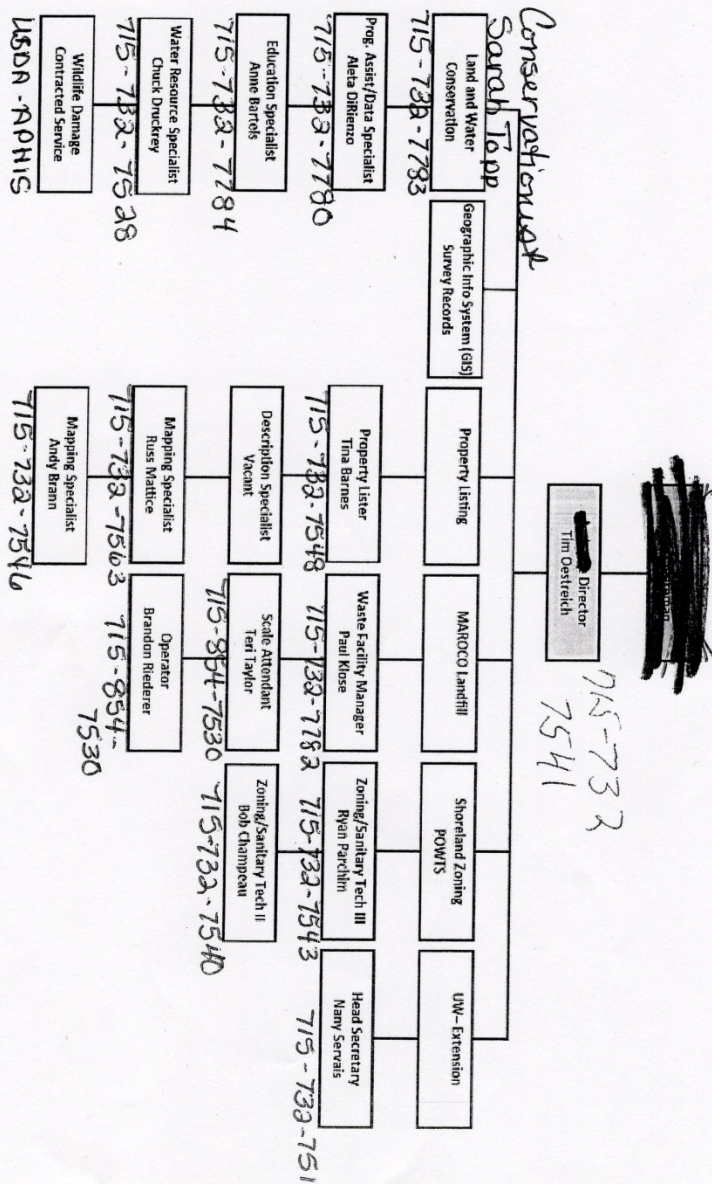 Director
Tim Oestreich
715-732
7541
Conservationist
Sarah Topp
Land and Water
Conservation
715-732-7783
Prog. Assist/Data Specialist
Aleta DiRienzo
715-732-7780
Education Specialist
Anne Bartels
715-732-7784
Water Resource Specialist
Chuck Druckrey
715-732-7528
Wildlife Damage
Contracted Service
USDA-APHIS
Geographic Info System (GIS)
Survey Records
Property Listing
Property Lister
Tina Barnes
715-732-7548
Description Specialist
Vacant
Mapping Specialist
Russ Mattice
715-732-7563
Mapping Specialist
Andy Brann
715-732-7546
MAROCO Landfill
Waste Facility Manager
Paul Klose
715-732-7782
Scale Attendant
Teri Taylor
715-854-7530
Operator
Brandon Riederer
715-854-
7530
Shoreland Zoning
POWTS
Zoning/Sanitary Tech III
Ryan Parchim
715-732-7543
Zoning/Sanitary Tech II
Bob Champeau
715-732-7540
UW-Extension
Head Secretary
Nany Servais
715-732-751